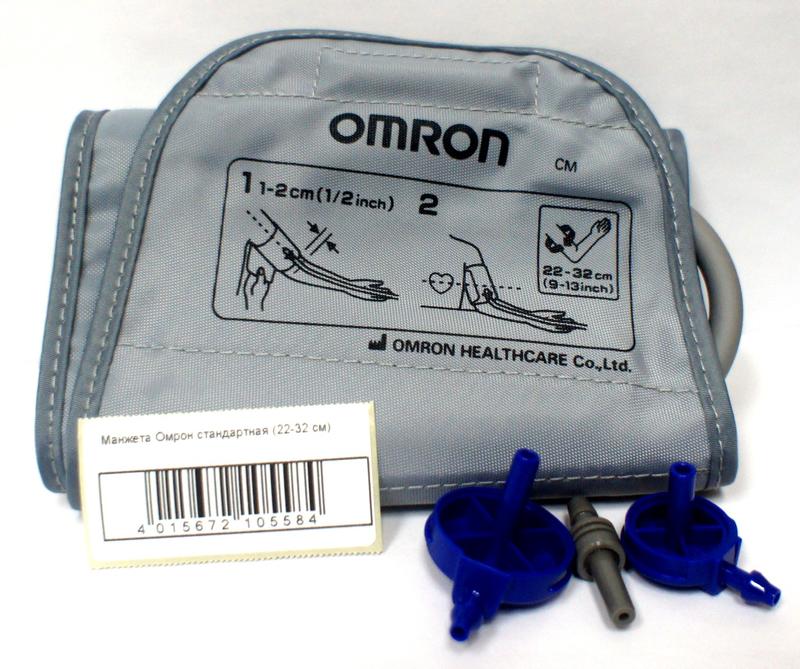 OMRON
CM
1 1-2cm(1/2inch) 2
22-32cm
(9-13inch)
OMRON HEALTHCARE Co.,Ltd.
Манжета Омрон стандартная (22-32 см)
4 015672 105584